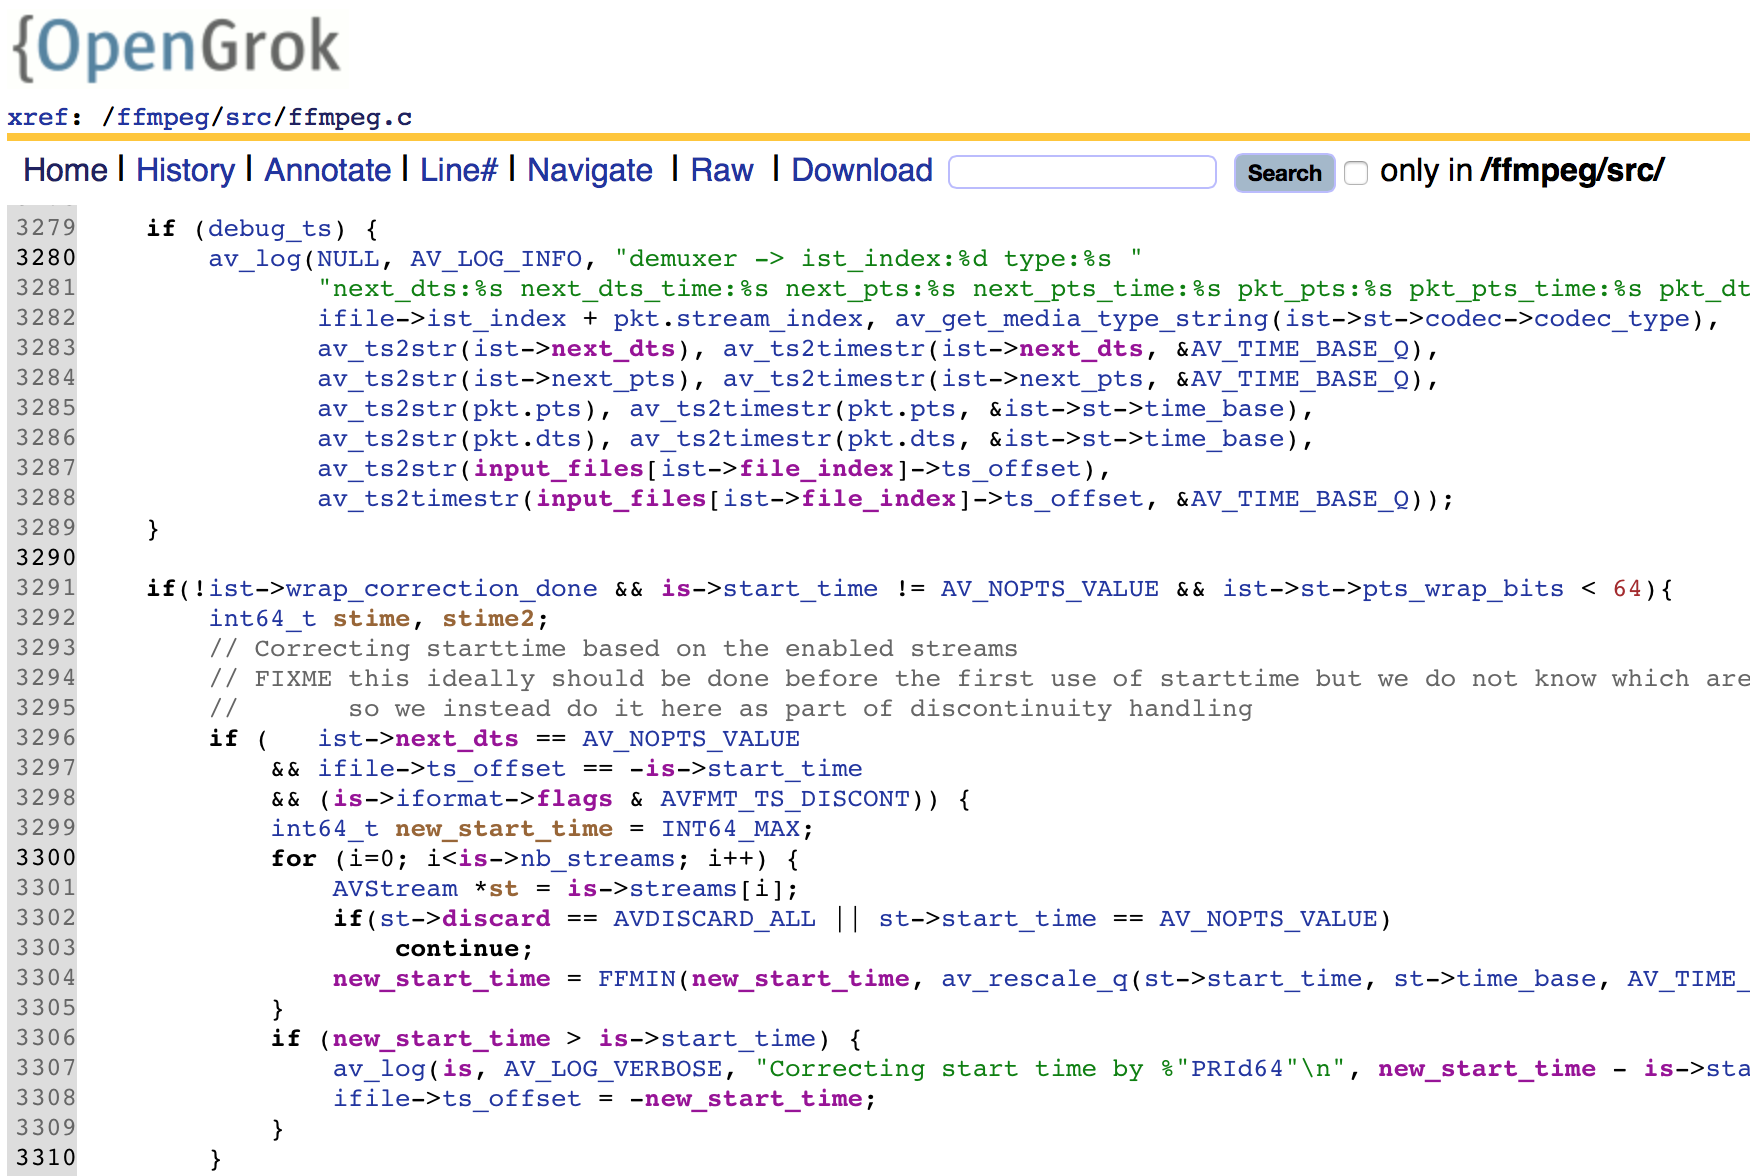 {OpenGrok
xref: /ffmpeg/src/ffmpeg.c
Home | History | Annotate | Line# | Navigate | Raw | Download Search only in /ffmpeg/src/
3279 if (debug_ts) {
3280 av_log(NULL, AV_LOG_INFO, "demuxer -> ist_index:%d type:%s "
3281 "next_dts:%s next_dts_time:%s next_pts:%s next_pts_time:%s pkt_pts:%s pkt_pts_time:%s pkt_dt
3282 ifile->ist_index + pkt.stream_index, av_get_media_type_string(ist->st->codec->codec_type),
3283 av_ts2str(ist->next_dts), av_ts2timestr(ist->next_dts, &AV_TIME_BASE_Q),
3284 av_ts2str(ist->next_pts), av_ts2timestr(ist->next_pts, &AV_TIME_BASE_Q),
3285 av_ts2str(pkt.pts), av_ts2timestr(pkt.pts, &ist->st->time_base),
3286 av_ts2str(pkt.dts), av_ts2timestr(pkt.dts, &ist->st->time_base),
3287 av_ts2str(input_files[ist->file_index]->ts_offset),
3288 av_ts2timestr(input_files[ist->file_index]->ts_offset, &AV_TIME_BASE_Q));
3289 }
3290
3291 if(!ist->wrap_correction_done && is->start_time != AV_NOPTS_VALUE && ist->st->pts_wrap_bits < 64){
3292 int64_t stime, stime2;
3293 // Correcting starttime based on the enabled streams
3294 // FIXME this ideally should be done before the first use of starttime but we do not know which are
3295 // so we instead do it here as part of discontinuity handling
3296 if ( ist->next_dts == AV_NOPTS_VALUE
3297 && ifile->ts_offset == -is->start_time
3298 && (is->iformat->flags & AVFMT_TS_DISCONT)) {
3299 int64_t new_start_time = INT64_MAX;
3300 for (i=0; i<is->nb_streams; i++) {
3301 AVStream *st = is->streams[i];
3302 if(st->discard == AVDISCARD_ALL || st->start_time == AV_NOPTS_VALUE)
3303 continue;
3304 new_start_time = FFMIN(new_start_time, av_rescale_q(st->start_time, st->time_base, AV_TIME_
3305 }
3306 if (new_start_time > is->start_time) {
3307 av_log(is, AV_LOG_VERBOSE, "Correcting start time by %"PRId64"\n", new_start_time - is->sta
3308 ifile->ts_offset = -new_start_time;
3309 }
3310 }